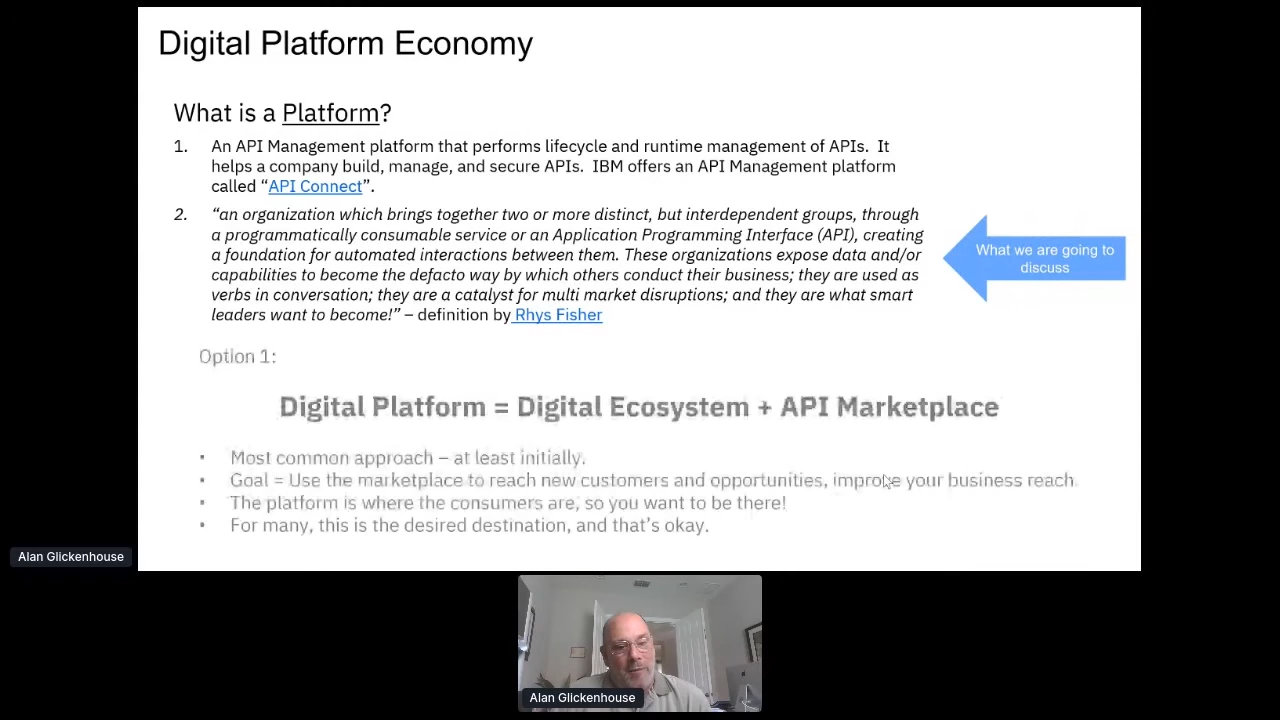 Digital Platform Economy
What is a Platform?
1. An API Management platform that performs lifecycle and runtime management of APIs. It
helps a company build, manage, and secure APIs. IBM offers an API Management platform
called “API Connect”.
2. “an organization which brings together two or more distinct, but interdependent groups, through
a programmatically consumable service or an Application Programming Interface (API), creating
a foundation for automated interactions between them. These organizations expose data and/or
capabilities to become the defacto way by which others conduct their business; they are used as
verbs in conversation; they are a catalyst for multi market disruptions; and they are what smart
leaders want to become!” – definition by Rhys Fisher
What we are going to
discuss
Option 1:
Digital Platform = Digital Ecosystem + API Marketplace
• Most common approach – at least initially.
• Goal = Use the marketplace to reach new customers and opportunities, improve your business reach.
• The platform is where the consumers are, so you want to be there!
• For many, this is the desired destination, and that’s okay.
Alan Glickenhouse
Alan Glickenhouse